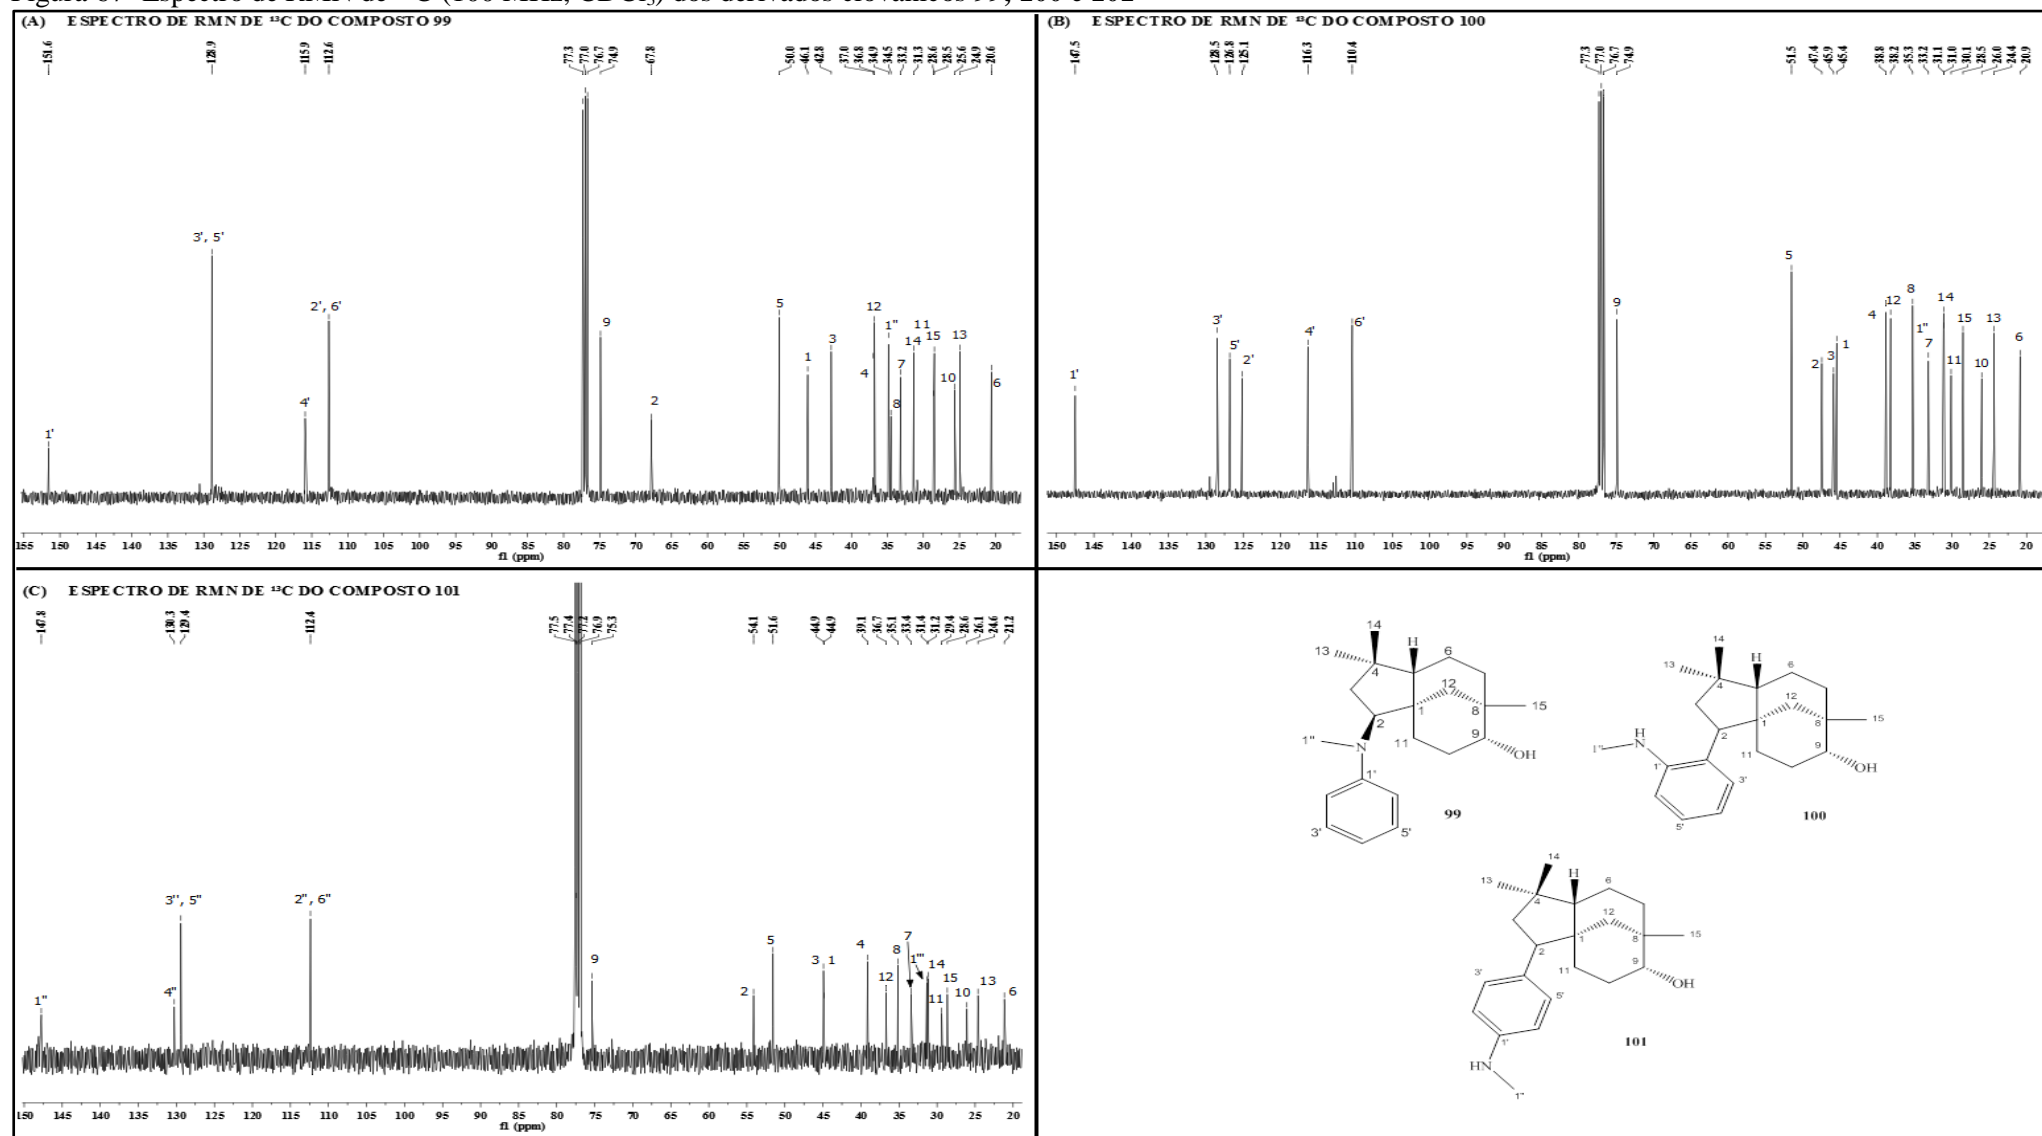 Figura 67 Espectro de RMN de ¹³C (100 MHz, CDCl₃) dos derivados clovânicos 99, 200 e 202
(A) ESPECTRO DE RMN DE ¹³C DO COMPOSTO 99
151.6 128.9 115.9 112.6 77.3 77.0 76.7 74.9 67.8 50.0 46.1 42.8 37.0 36.8 34.9 34.5 33.2 31.3 28.6 28.5 25.6 24.9 20.6
3', 5'
2', 6'
1' 4' 9 2 5 1 3 12 4 1'' 8 7 14 11 15 10 13 6
155 150 145 140 135 130 125 120 115 110 105 100 95 90 85 80 75 70 65 60 55 50 45 40 35 30 25 20
f1 (ppm)
(B) ESPECTRO DE RMN DE ¹³C DO COMPOSTO 100
147.5 128.5 126.8 125.1 116.3 110.4 77.3 77.0 76.7 74.9 51.5 47.4 45.9 45.4 38.8 38.2 35.3 33.2 31.1 31.0 30.1 28.5 26.0 24.4 20.9
1' 3' 5' 2' 4' 6' 9 5 2 3 1 4 12 8 1'' 7 14 11 15 10 13 6
150 145 140 135 130 125 120 115 110 105 100 95 90 85 80 75 70 65 60 55 50 45 40 35 30 25 20
f1 (ppm)
(C) ESPECTRO DE RMN DE ¹³C DO COMPOSTO 101
147.8 130.3 129.4 112.4 77.5 77.4 77.2 76.9 75.3 54.1 51.6 44.9 44.9 39.1 36.7 35.1 33.4 31.4 31.2 29.4 28.6 26.1 24.6 21.2
3'', 5''
2'', 6''
1'' 4'' 9 2 5 3 1 4 12 8 7 1''' 14 11 15 10 13 6
150 145 140 135 130 125 120 115 110 105 100 95 90 85 80 75 70 65 60 55 50 45 40 35 30 25 20
f1 (ppm)
14
13 H 6
4 12
8 15
1
2 9
1'' 11 OH
N
1'
3' 5'
99
14
13 H 6
4 12
8 15
1
H
N 2 9
1'' 11 OH
1' 3'
5'
100
14
13 H 6
4 12
8 15
1
2 9
11 OH
3' 5'
1'
HN
1''
101